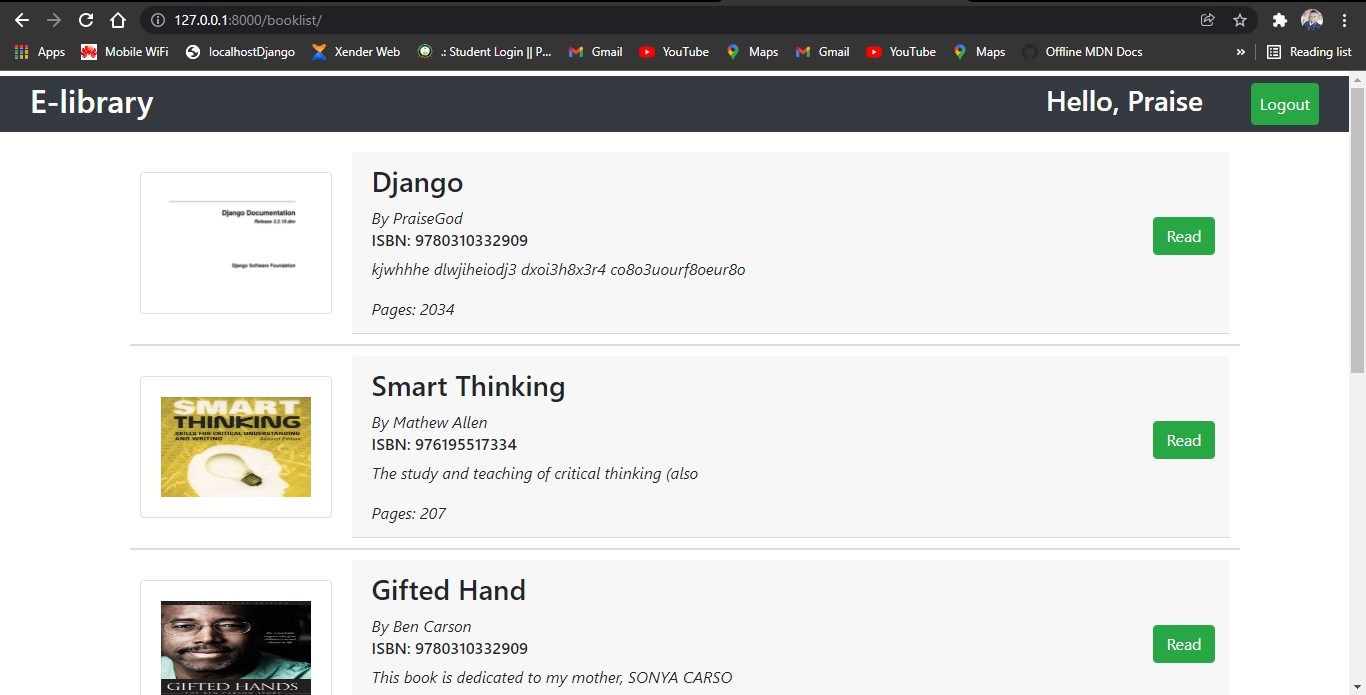 127.0.0.1:8000/booklist/
Apps Mobile WiFi localhostDjango Xender Web .: Student Login || P... Gmail YouTube Maps Gmail YouTube Maps Offline MDN Docs » Reading list
E-library Hello, Praise Logout
Django Documentation
Release 3.2.10.dev
Django Software Foundation
Django
By PraiseGod
ISBN: 9780310332909
kjwhhhe dlwjiheiodj3 dxoi3h8x3r4 co8o3uourf8oeur8o
Pages: 2034
Read
SMART
THINKING
SKILLS FOR CRITICAL UNDERSTANDING
AND WRITING Second Edition
Smart Thinking
By Mathew Allen
ISBN: 976195517334
The study and teaching of critical thinking (also
Pages: 207
Read
GIFTED HANDS
THE BEN CARSON STORY
Gifted Hand
By Ben Carson
ISBN: 9780310332909
This book is dedicated to my mother, SONYA CARSO
Read